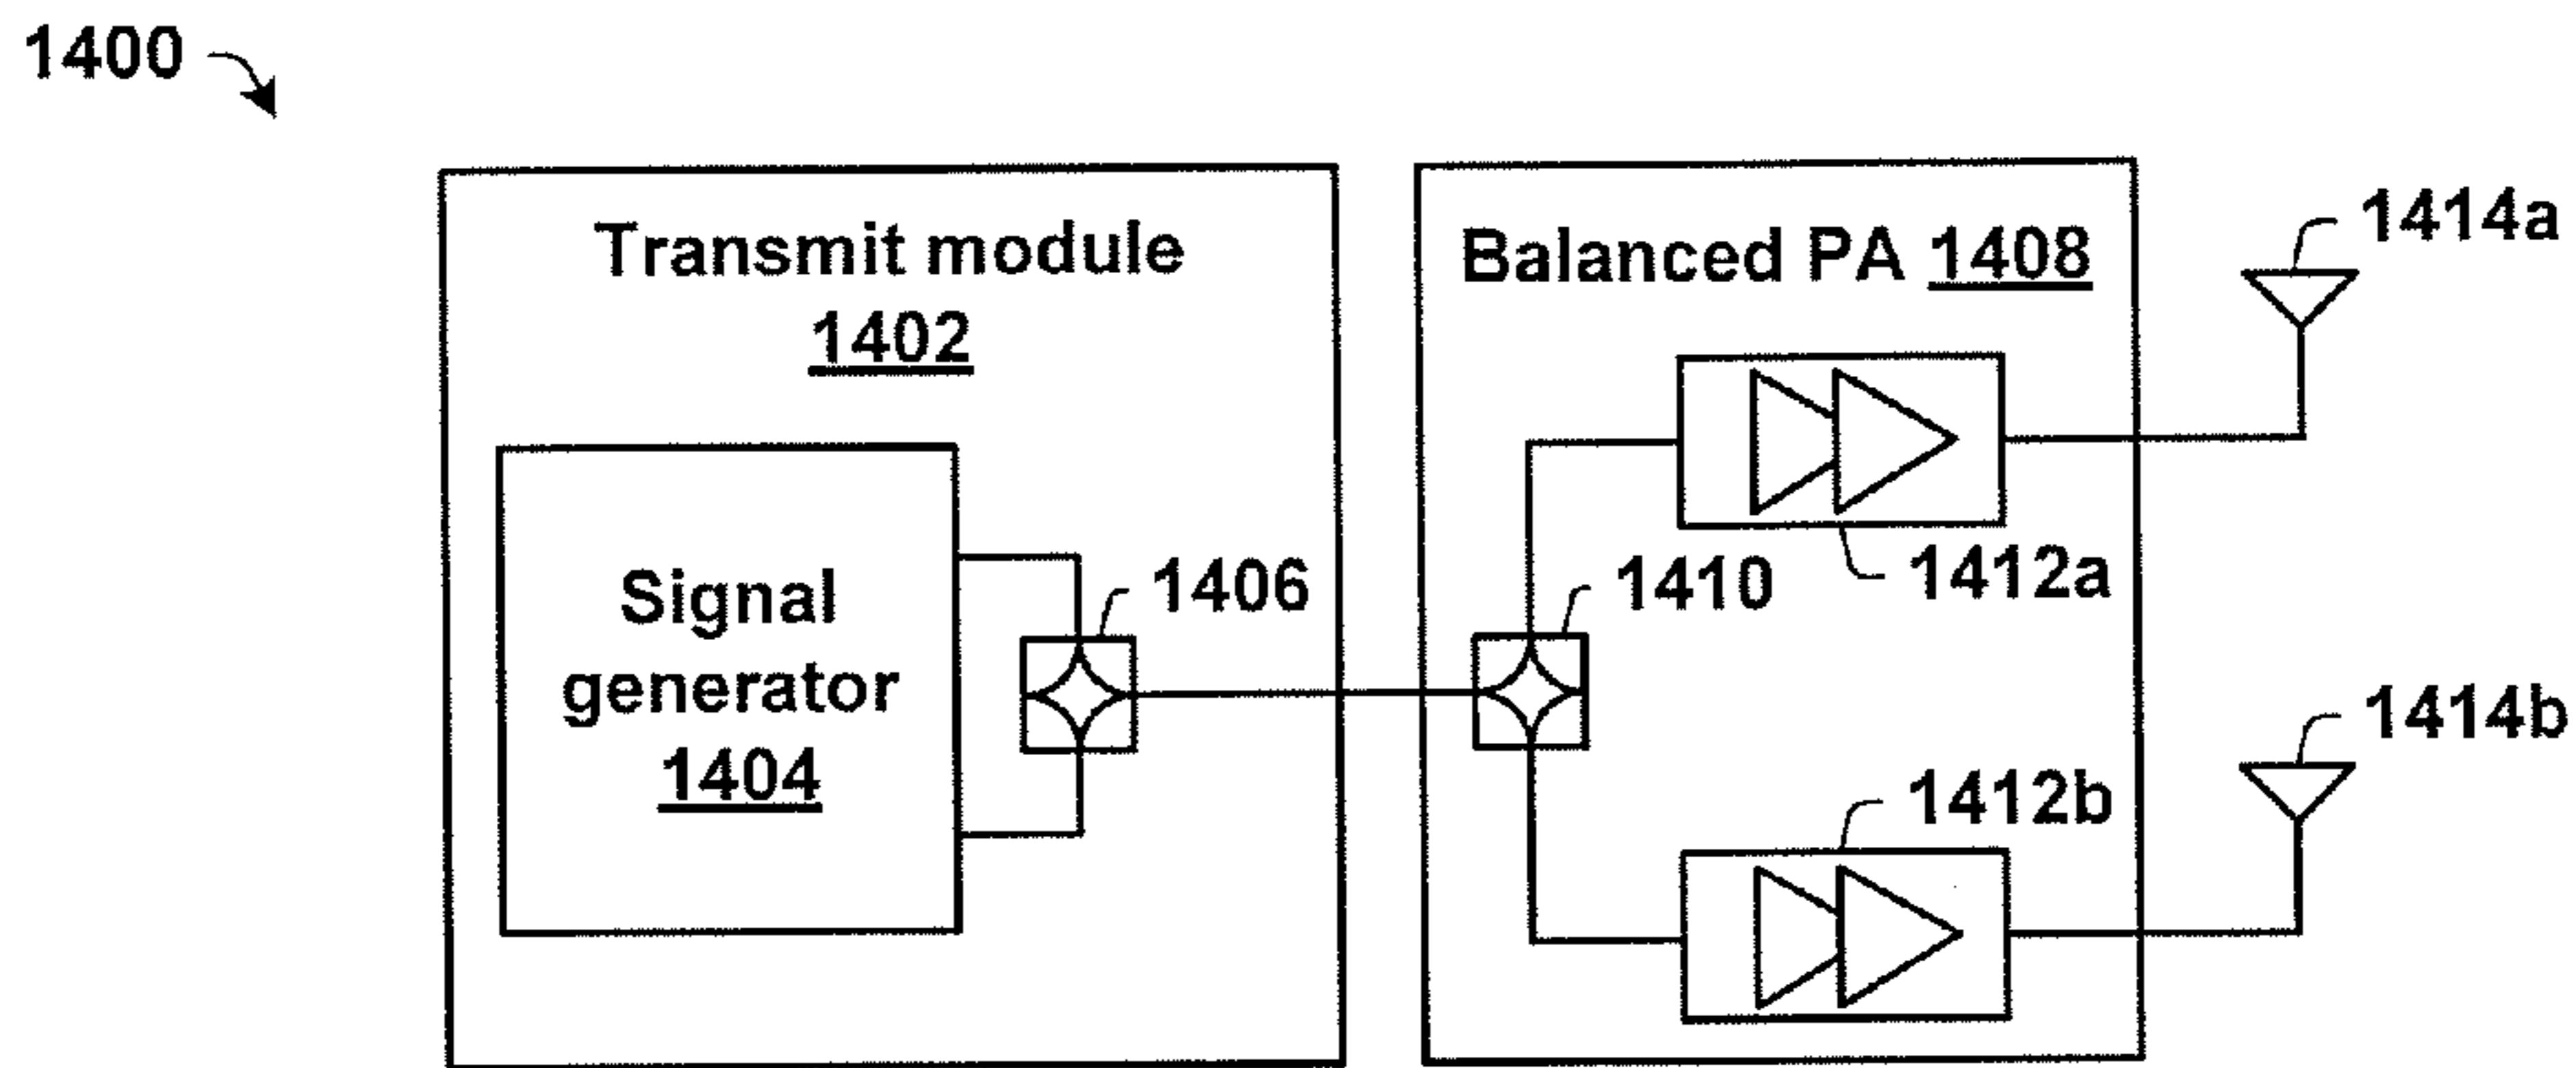 1400
Transmit module
1402
Balanced PA 1408
1414a
1412a
Signal
generator
1404
1406
1410
1414b
1412b